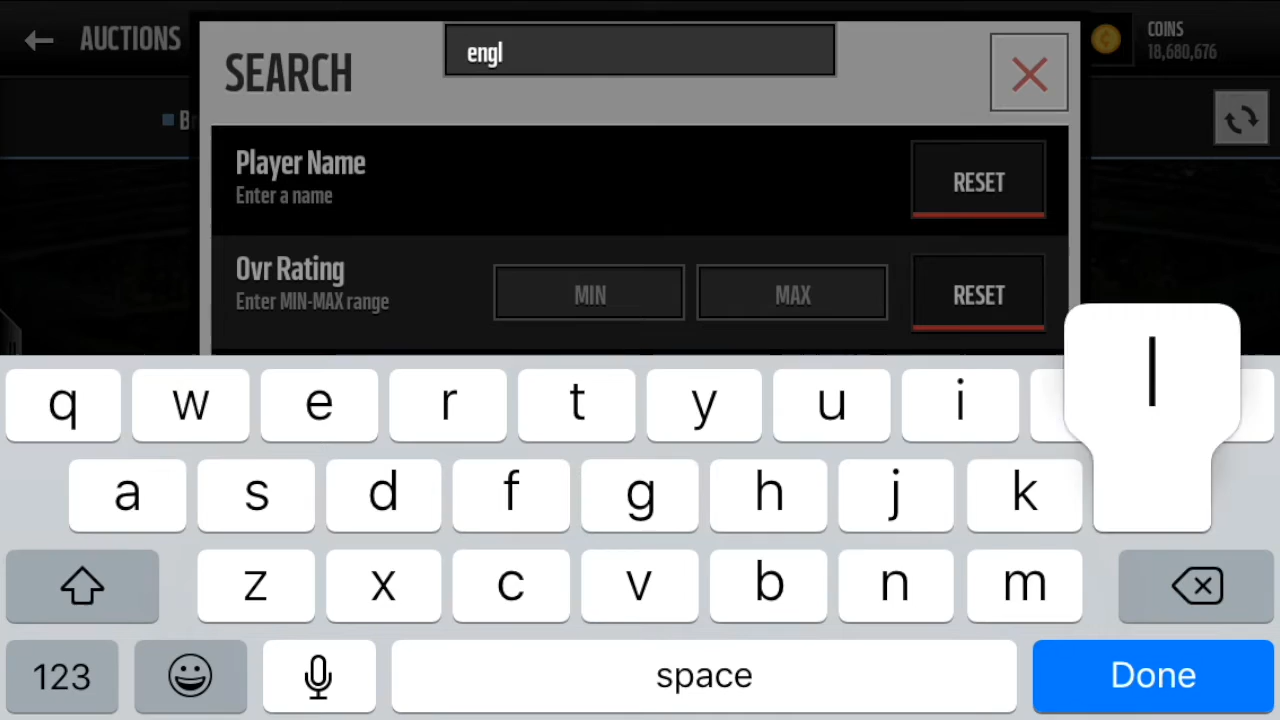 AUCTIONS
SEARCH
engl
COINS
18,680,676
B
Player Name
Enter a name
RESET
Ovr Rating
Enter MIN-MAX range
MIN
MAX
RESET
q w e r t y u i
a s d f g h j k l
z x c v b n m
123
space
Done